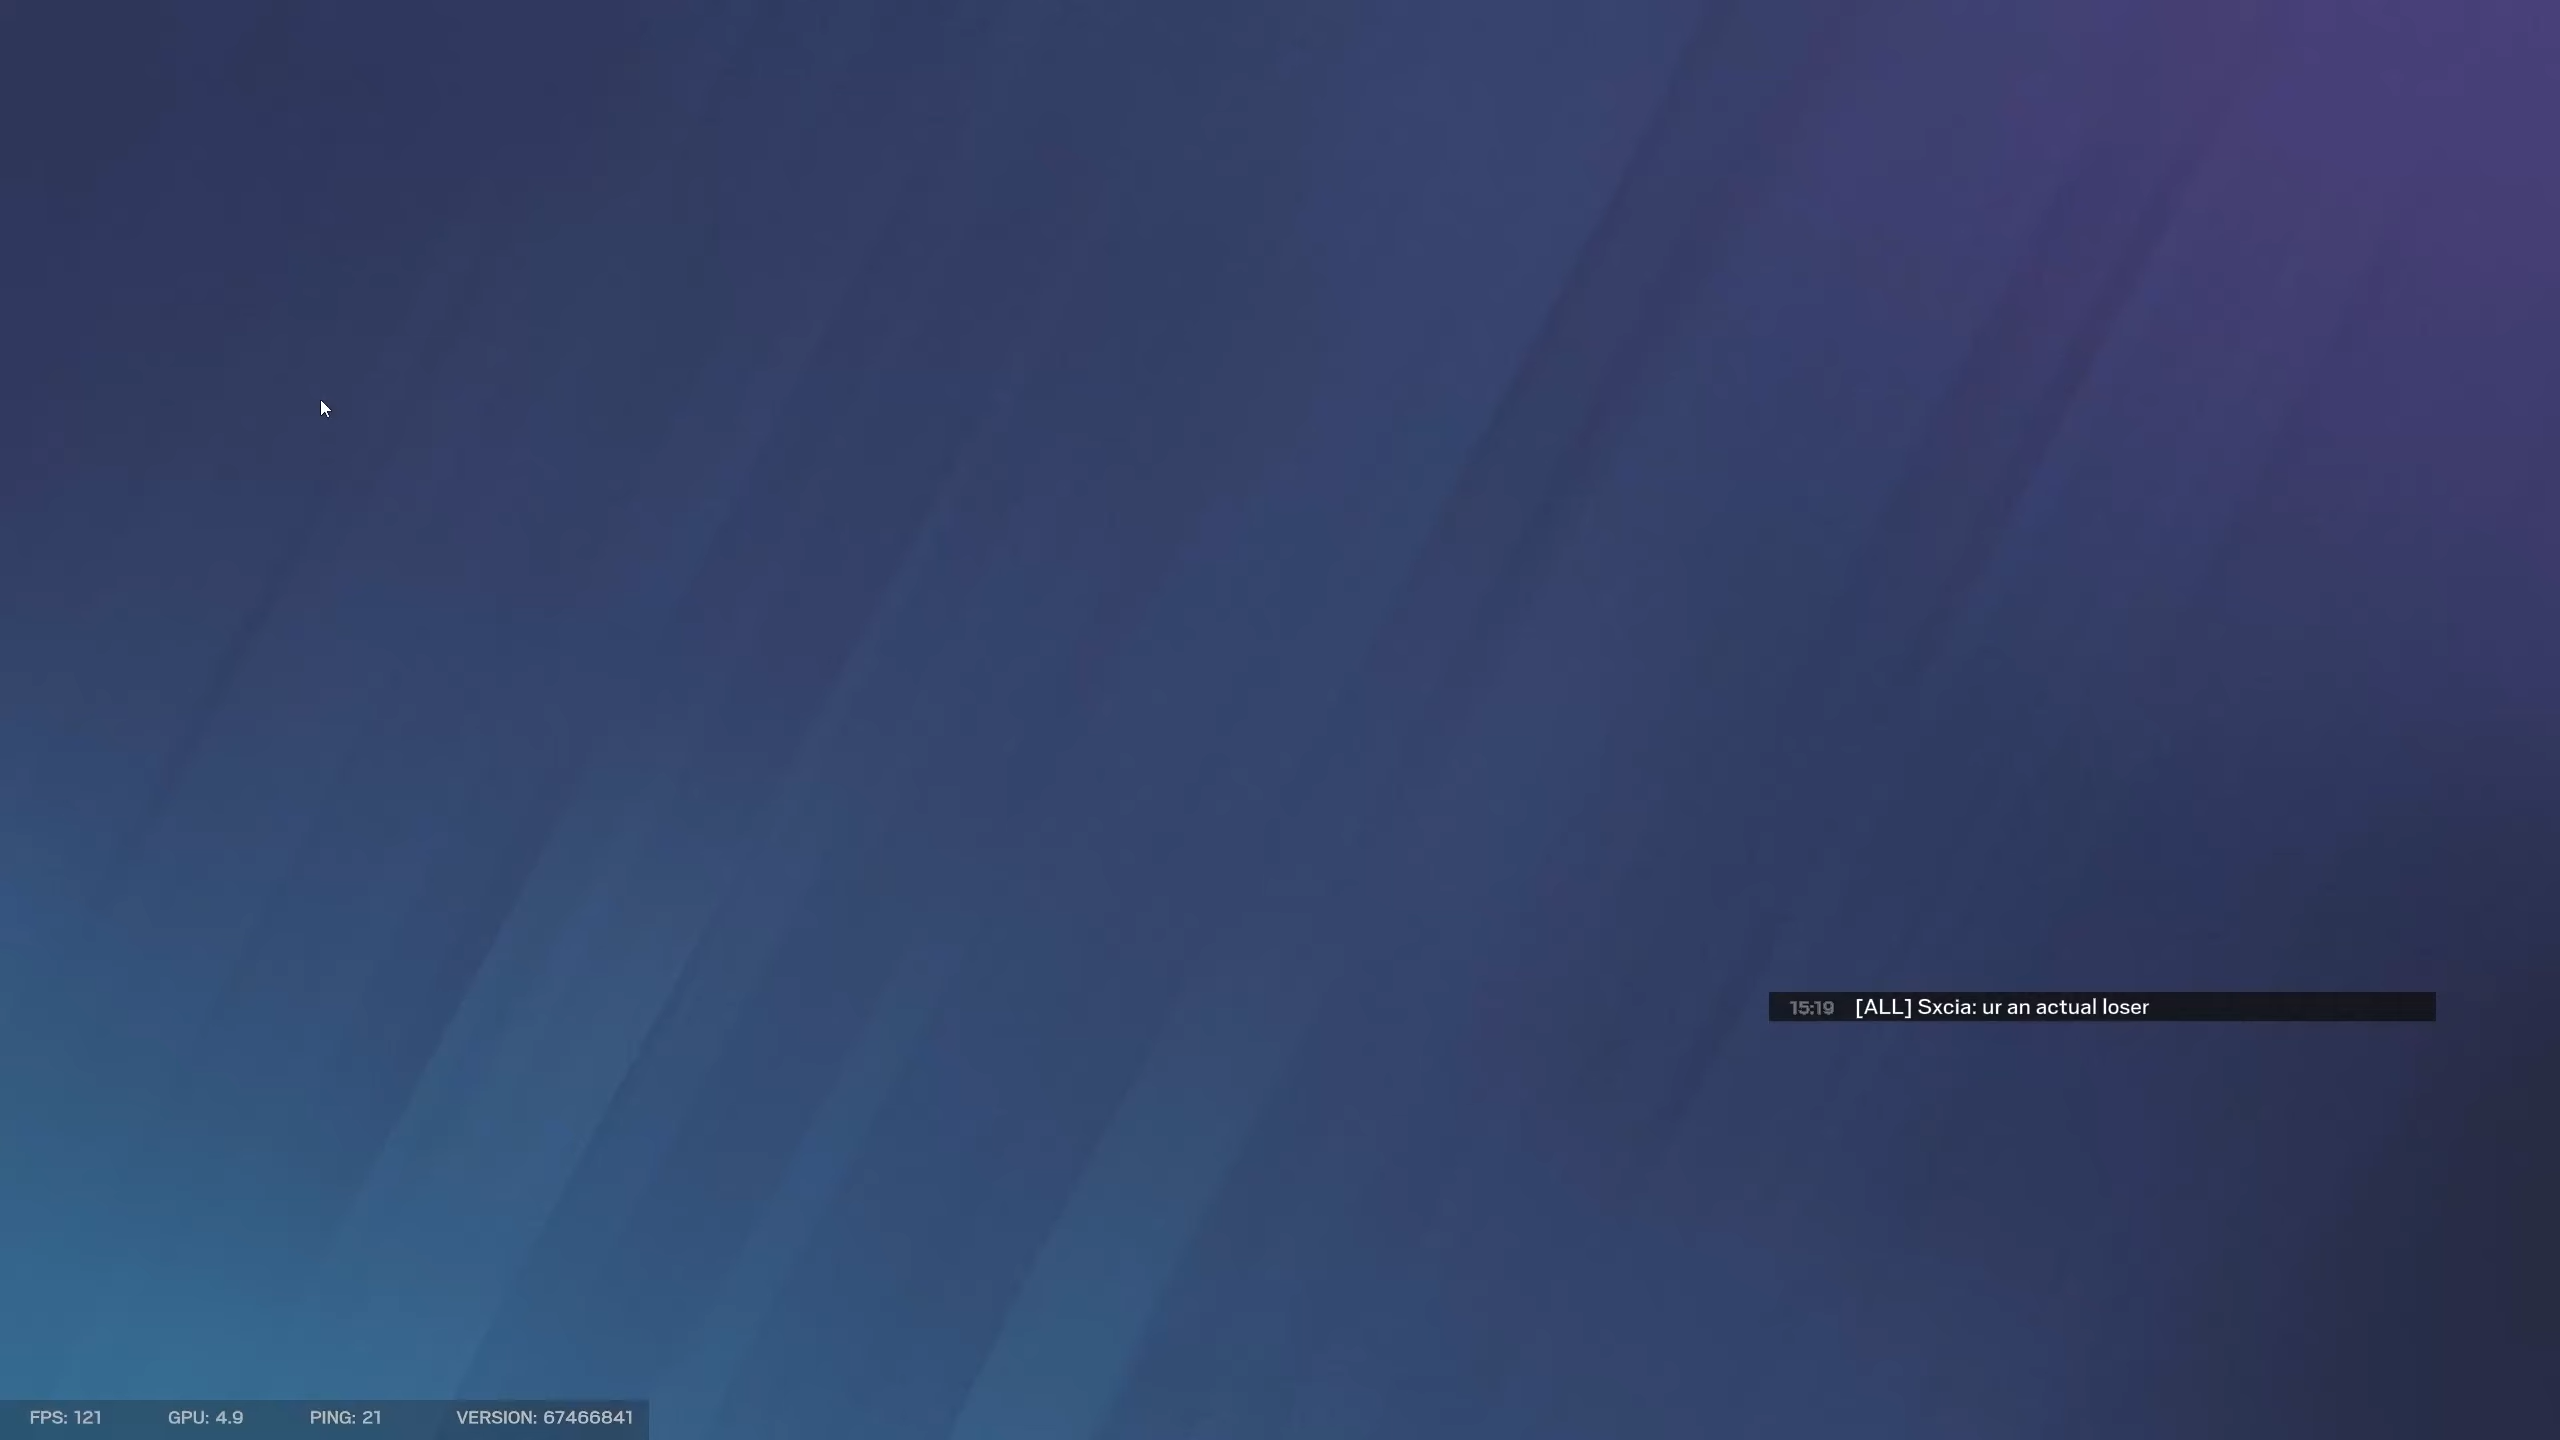 15:19 [ALL] Sxcia: ur an actual loser
FPS: 121 GPU: 4.9 PING: 21 VERSION: 67466841